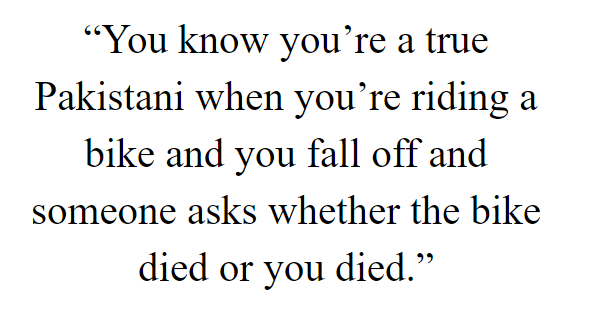 “You know you’re a true
Pakistani when you’re riding a
bike and you fall off and
someone asks whether the bike
died or you died.”